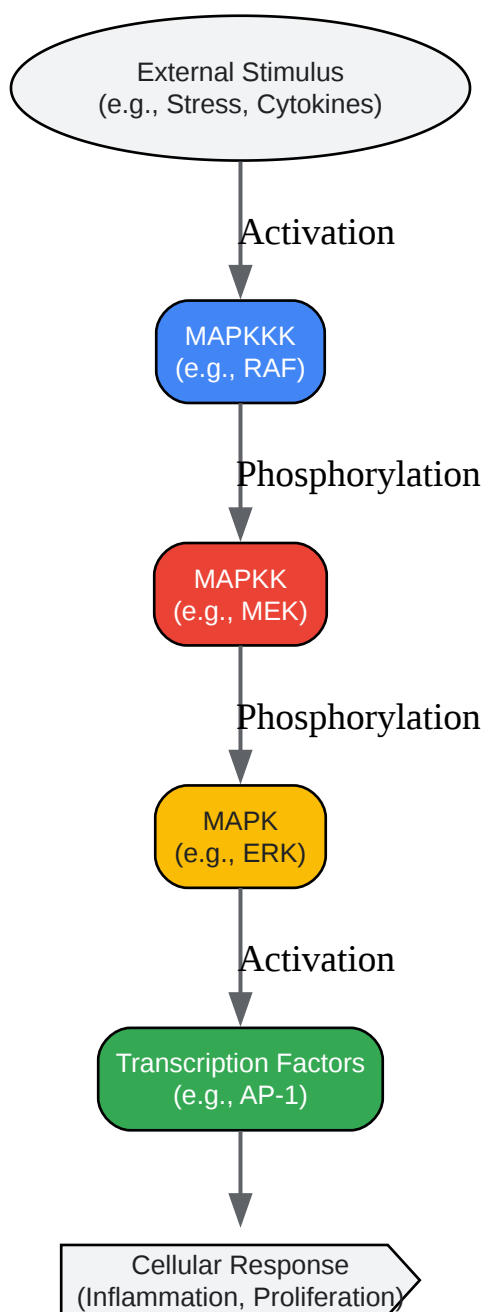 External Stimulus
(e.g., Stress, Cytokines)
Activation
MAPKKK
(e.g., RAF)
Phosphorylation
MAPKK
(e.g., MEK)
Phosphorylation
MAPK
(e.g., ERK)
Activation
Transcription Factors
(e.g., AP-1)
Cellular Response
(Inflammation, Proliferation)